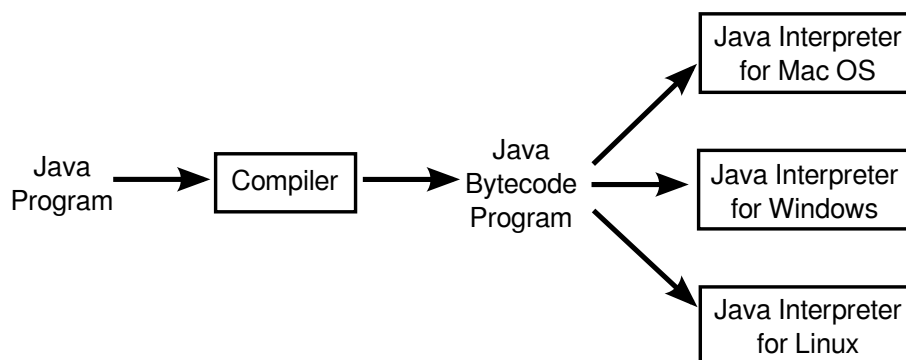 Java
Program
Compiler
Java
Bytecode
Program
Java Interpreter
for Mac OS
Java Interpreter
for Windows
Java Interpreter
for Linux